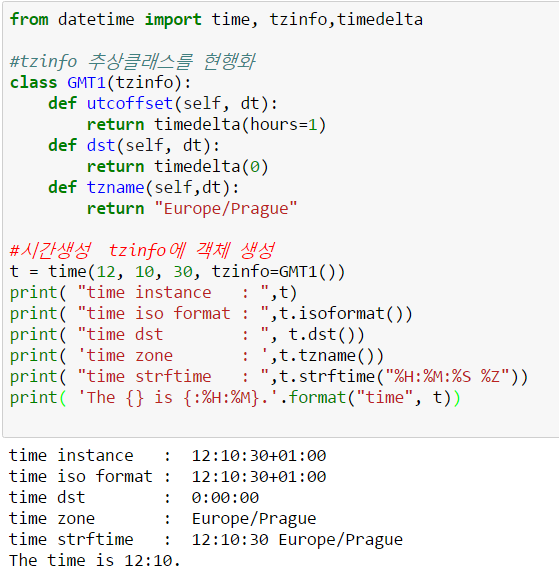 from datetime import time, tzinfo,timedelta
#tzinfo 추상클래스를 현행화
class GMT1(tzinfo):
    def utcoffset(self, dt):
        return timedelta(hours=1)
    def dst(self, dt):
        return timedelta(0)
    def tzname(self,dt):
        return "Europe/Prague"
#시간생성  tzinfo에 객체 생성
t = time(12, 10, 30, tzinfo=GMT1())
print( "time instance   : ",t)
print( "time iso format : ",t.isoformat())
print( "time dst        : ", t.dst())
print( 'time zone       : ',t.tzname())
print( "time strftime   : ",t.strftime("%H:%M:%S %Z"))
print( 'The {} is {:%H:%M}.'.format("time", t))
time instance   :  12:10:30+01:00
time iso format :  12:10:30+01:00
time dst        :  0:00:00
time zone       :  Europe/Prague
time strftime   :  12:10:30 Europe/Prague
The time is 12:10.